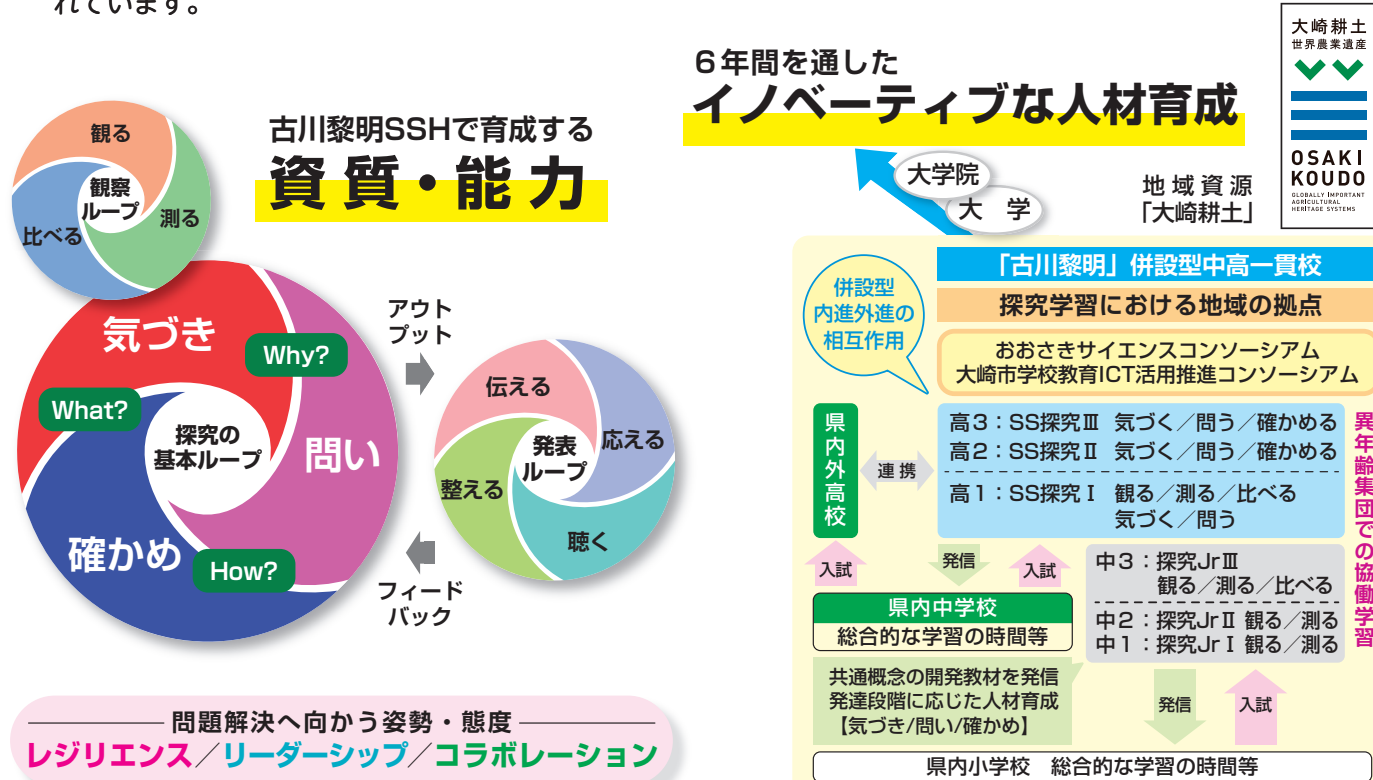 れています。
古川黎明SSHで育成する
資質・能力
観る
測る
比べる
観察
ループ
気づき
問い
確かめ
Why?
What?
How?
探究の
基本ループ
アウト
プット
フィード
バック
伝える
応える
聴く
整える
発表
ループ
問題解決へ向かう姿勢・態度
レジリエンス／リーダーシップ／コラボレーション
6年間を通した
イノベーティブな人材育成
大学院
大 学
地域資源
「大崎耕土」
大崎耕土
世界農業遺産
OSAKI
KOUDO
GLOBALLY IMPORTANT
AGRICULTURAL
HERITAGE SYSTEMS
併設型
内進外進の
相互作用
「古川黎明」併設型中高一貫校
探究学習における地域の拠点
おおさきサイエンスコンソーシアム
大崎市学校教育ICT活用推進コンソーシアム
県内外高校
連携
高3：SS探究Ⅲ 気づく／問う／確かめる
高2：SS探究Ⅱ 気づく／問う／確かめる
高1：SS探究Ⅰ 観る／測る／比べる
気づく／問う
異年齢集団での協働学習
入試
発信
入試
中3：探究JrⅢ
観る／測る／比べる
中2：探究JrⅡ 観る／測る
中1：探究JrⅠ 観る／測る
県内中学校
総合的な学習の時間等
共通概念の開発教材を発信
発達段階に応じた人材育成
【気づき/問い/確かめ】
発信
入試
県内小学校 総合的な学習の時間等